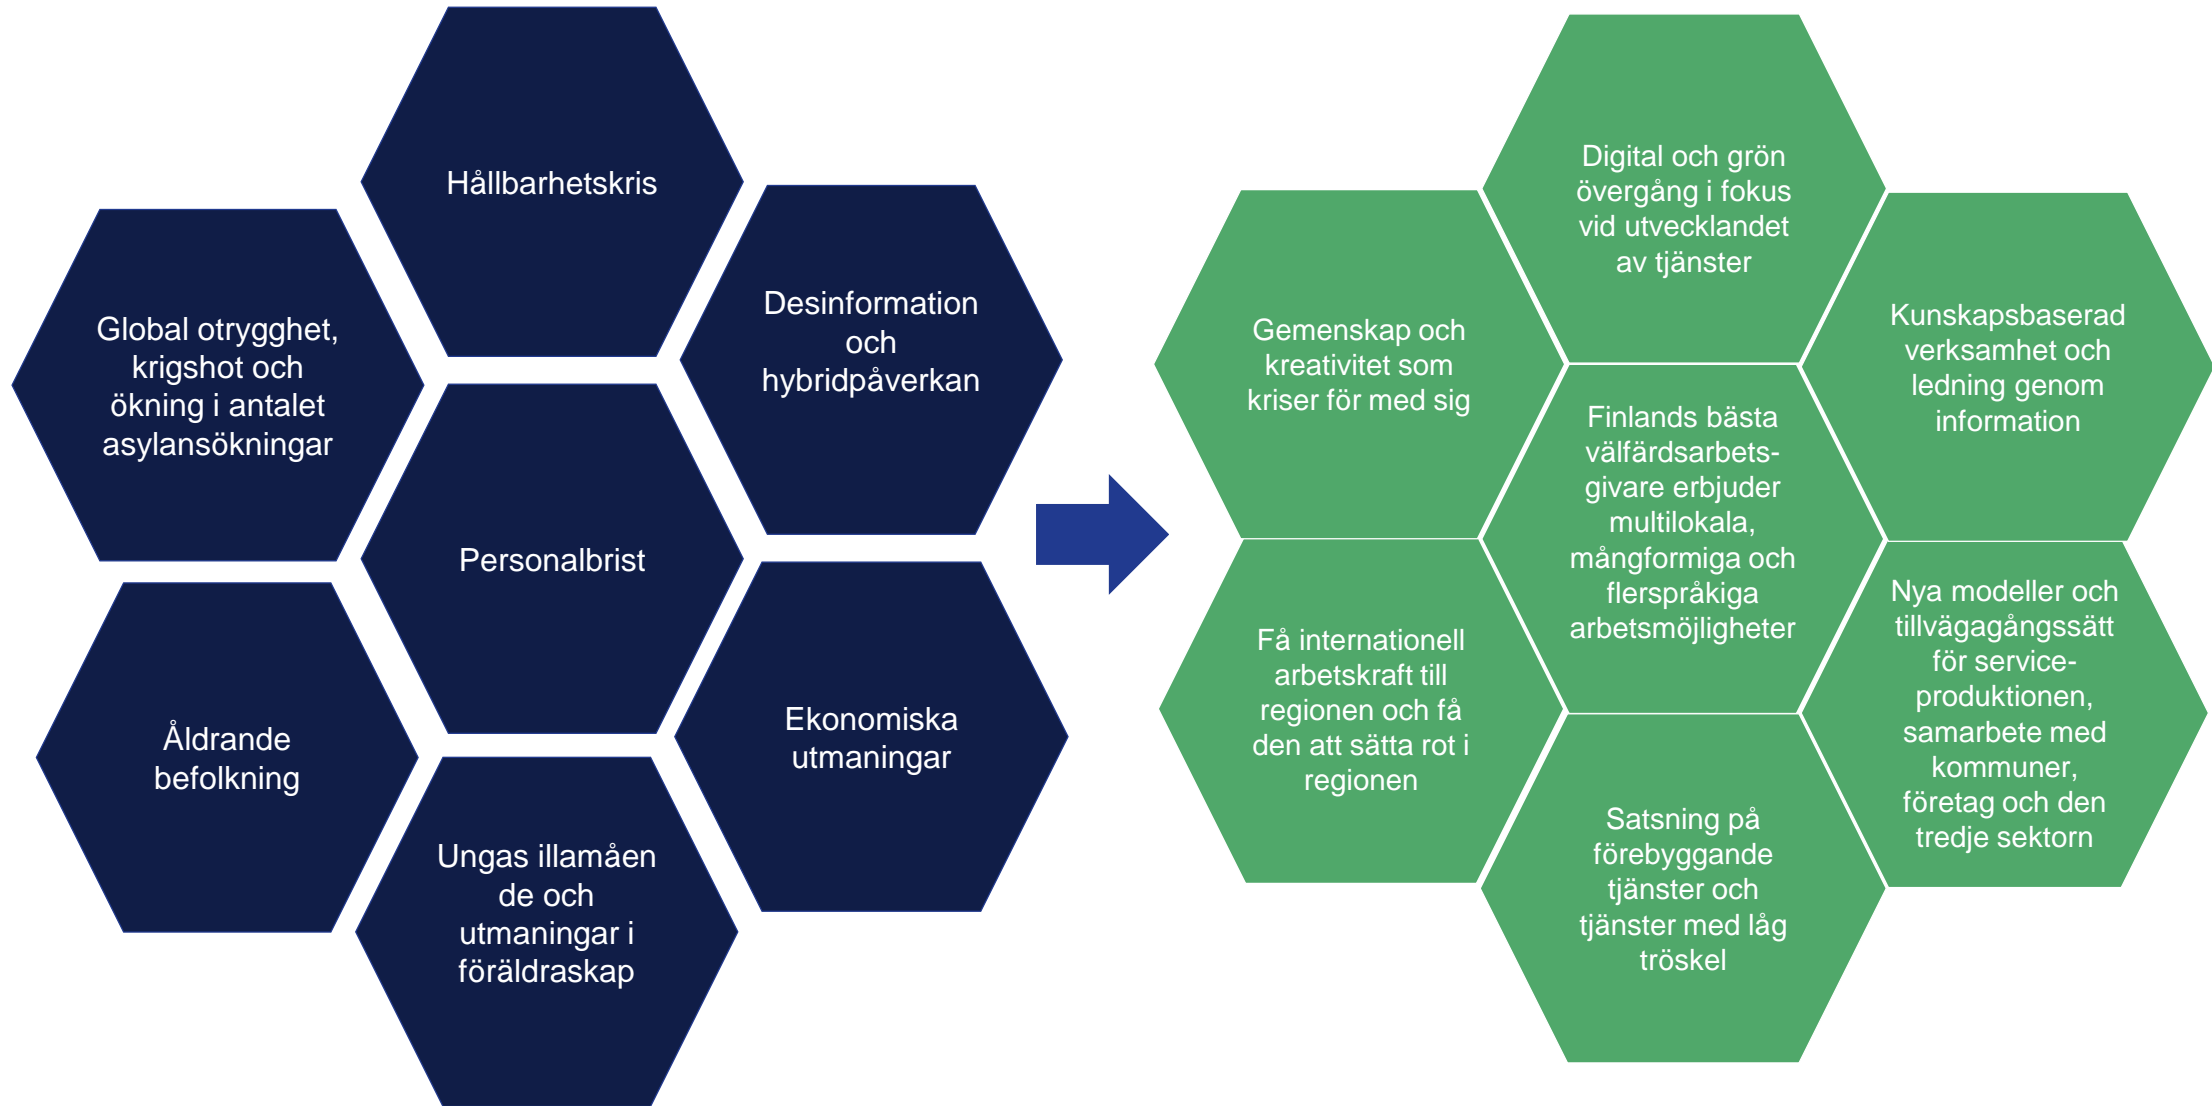 Hållbarhetskris
Global otrygghet,
krigshot och
ökning i antalet
asylansökningar
Desinformation
och
hybridpåverkan
Personalbrist
Åldrande
befolkning
Ekonomiska
utmaningar
Ungas illamåen
de och
utmaningar i
föräldraskap
Digital och grön
övergång i fokus
vid utvecklandet
av tjänster
Gemenskap och
kreativitet som
kriser för med sig
Kunskapsbaserad
verksamhet och
ledning genom
information
Finlands bästa
välfärdsarbets-
givare erbjuder
multilokala,
mångformiga och
flerspråkiga
arbetsmöjligheter
Få internationell
arbetskraft till
regionen och få
den att sätta rot i
regionen
Nya modeller och
tillvägagångssätt
för service-
produktionen,
samarbete med
kommuner,
företag och den
tredje sektorn
Satsning på
förebyggande
tjänster och
tjänster med låg
tröskel